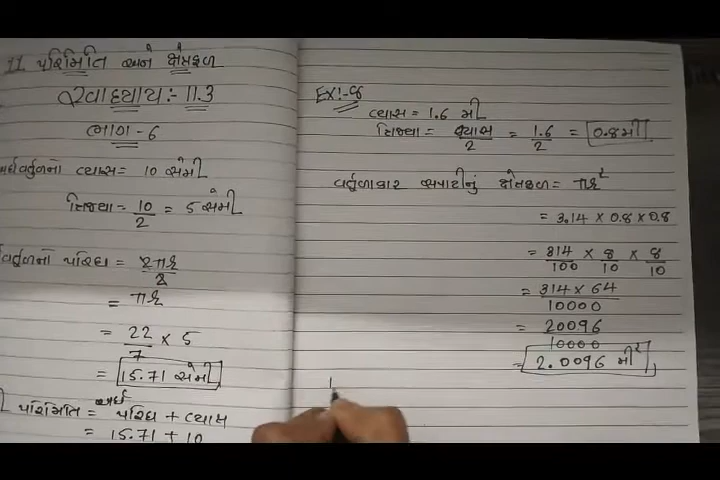 11 પરિમિતિ અને ક્ષેત્રફળ
સ્વાધ્યાય:- 11.3
ભાગ - 6
અર્ધવર્તુળનો વ્યાસ = 10 સેમી
ત્રિજ્યા = 10/2 = 5 સેમી
વર્તુળનો પરિઘ = 2πr/2
= πr
= 22/7 × 5
= 15.71 સેમી
પરિમિતિ = અર્ધ પરિઘ + વ્યાસ
= 15.71 + 10
Ex:-8
વ્યાસ = 1.6 મી
ત્રિજ્યા = વ્યાસ/2 = 1.6/2 = 0.8 મી
વર્તુળાકાર સપાટીનું ક્ષેત્રફળ = πr²
= 3.14 × 0.8 × 0.8
= 314/100 × 8/10 × 8/10
= 314 × 64/10000
= 20096/10000
= 2.0096 મી²